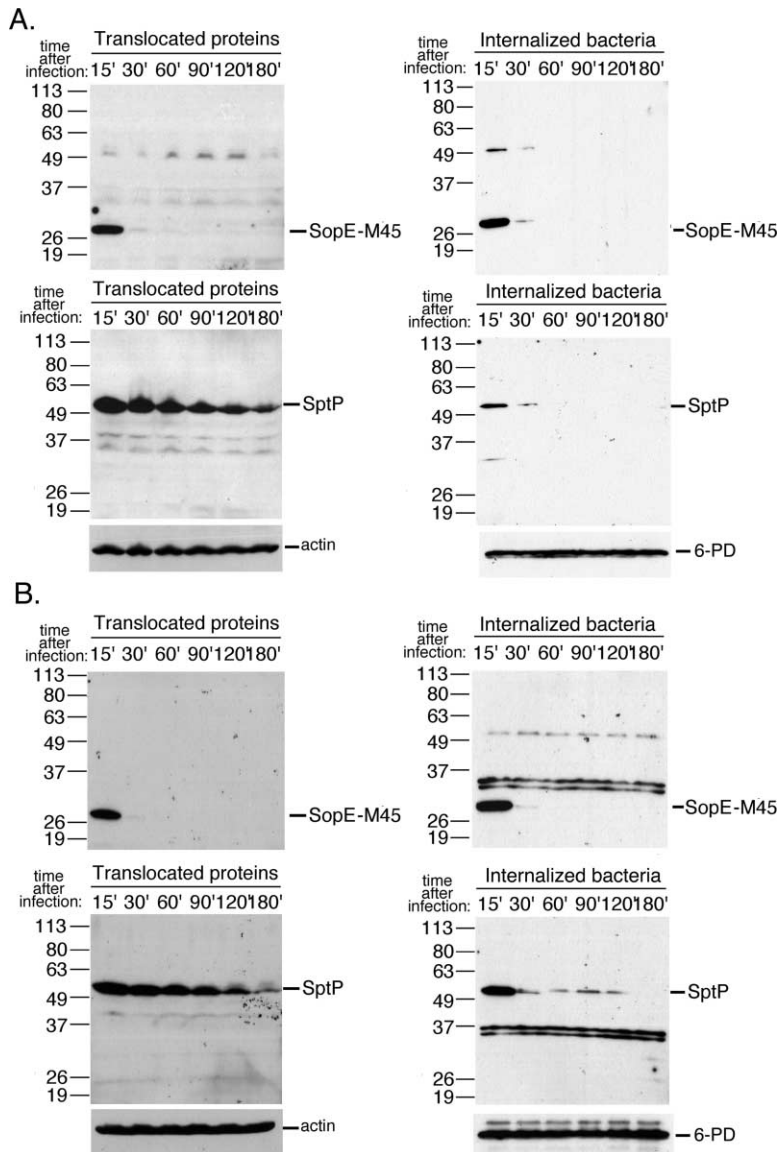 A.
Translocated proteins
time after infection: 15' 30' 60' 90' 120' 180'
113
80
63
49
37
26
19
SopE-M45
Internalized bacteria
15' 30' 60' 90' 120' 180'
113
80
63
49
37
26
19
SopE-M45
Translocated proteins
time after infection: 15' 30' 60' 90' 120' 180'
113
80
63
49
37
26
19
SptP
actin
Internalized bacteria
time after infection: 15' 30' 60' 90' 120' 180'
113
80
63
49
37
26
19
SptP
6-PD
B.
Translocated proteins
time after infection: 15' 30' 60' 90' 120' 180'
113
80
63
49
37
26
19
SopE-M45
Internalized bacteria
time after infection: 15' 30' 60' 90' 120' 180'
113
80
63
49
37
26
19
SopE-M45
Translocated proteins
time after infection: 15' 30' 60' 90' 120' 180'
113
80
63
49
37
26
19
SptP
actin
Internalized bacteria
time after infection: 15' 30' 60' 90' 120' 180'
113
80
63
49
37
26
19
SptP
6-PD